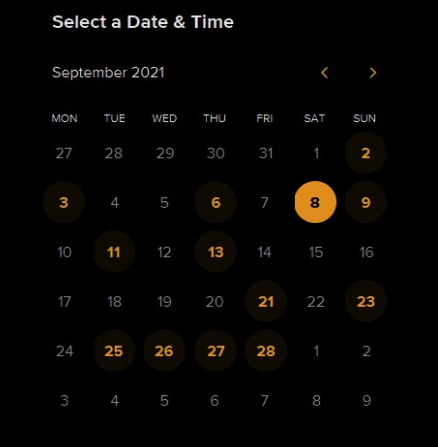 Select a Date & Time
September 2021 < >
MON TUE WED THU FRI SAT SUN
27 28 29 30 31 1 2
3 4 5 6 7 8 9
10 11 12 13 14 15 16
17 18 19 20 21 22 23
24 25 26 27 28 1 2
3 4 5 6 7 8 9